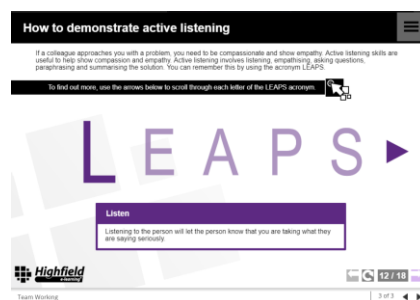 How to demonstrate active listening
If a colleague approaches you with a problem, you need to be compassionate and show empathy. Active listening skills are
useful to help show compassion and empathy. Active listening involves listening, empathising, asking questions,
paraphrasing and summarising the solution. You can remember this by using the acronym LEAPS.
To find out more, use the arrows below to scroll through each letter of the LEAPS acronym.
LEAPS
Listen
Listening to the person will let the person know that you are taking what they
are saying seriously.
Highfield
e-learning
12 / 18
Team Working
3 of 3